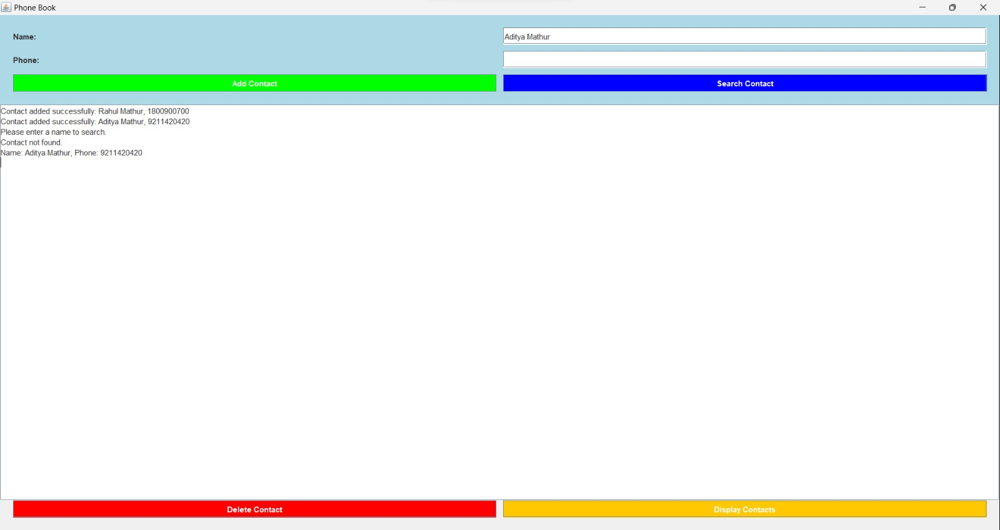 Phone Book
Name:
Aditya Mathur
Phone:
Add Contact
Search Contact
Contact added successfully: Rahul Mathur, 1800900700
Contact added successfully: Aditya Mathur, 9211420420
Please enter a name to search.
Contact not found.
Name: Aditya Mathur, Phone: 9211420420
Delete Contact
Display Contacts